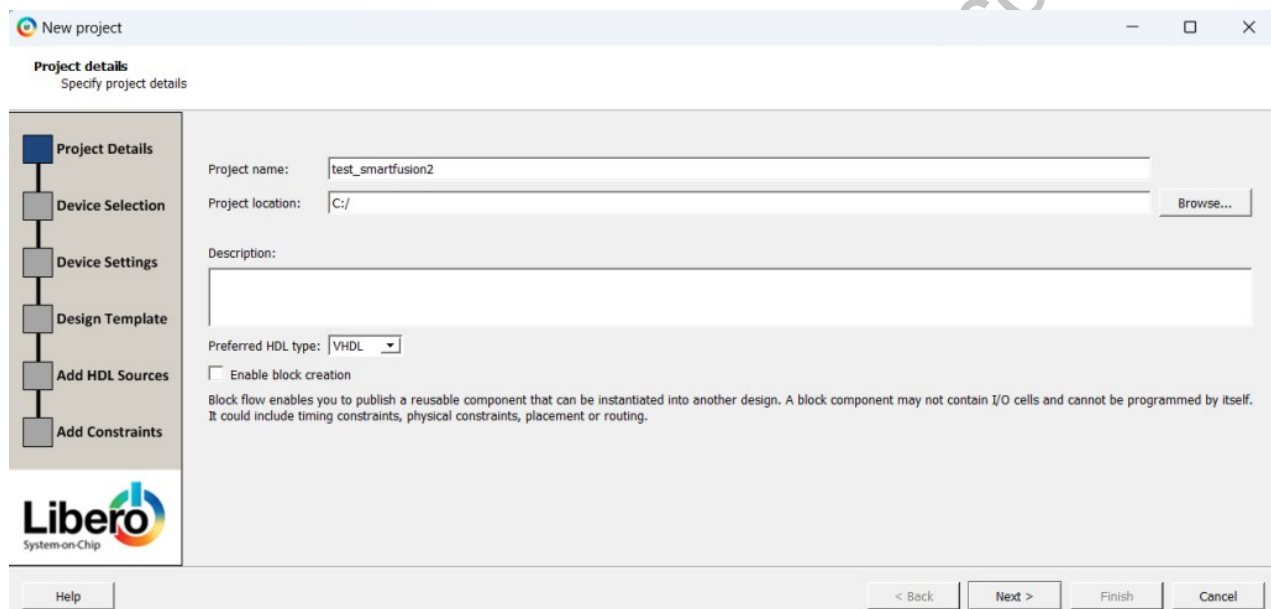 New project
Project details
Specify project details
Project Details
Device Selection
Device Settings
Design Template
Add HDL Sources
Add Constraints
Libero
System-on-Chip
Project name: test_smartfusion2
Project location: C:/ Browse...
Description:
Preferred HDL type: VHDL
Enable block creation
Block flow enables you to publish a reusable component that can be instantiated into another design. A block component may not contain I/O cells and cannot be programmed by itself.
It could include timing constraints, physical constraints, placement or routing.
Help < Back Next > Finish Cancel